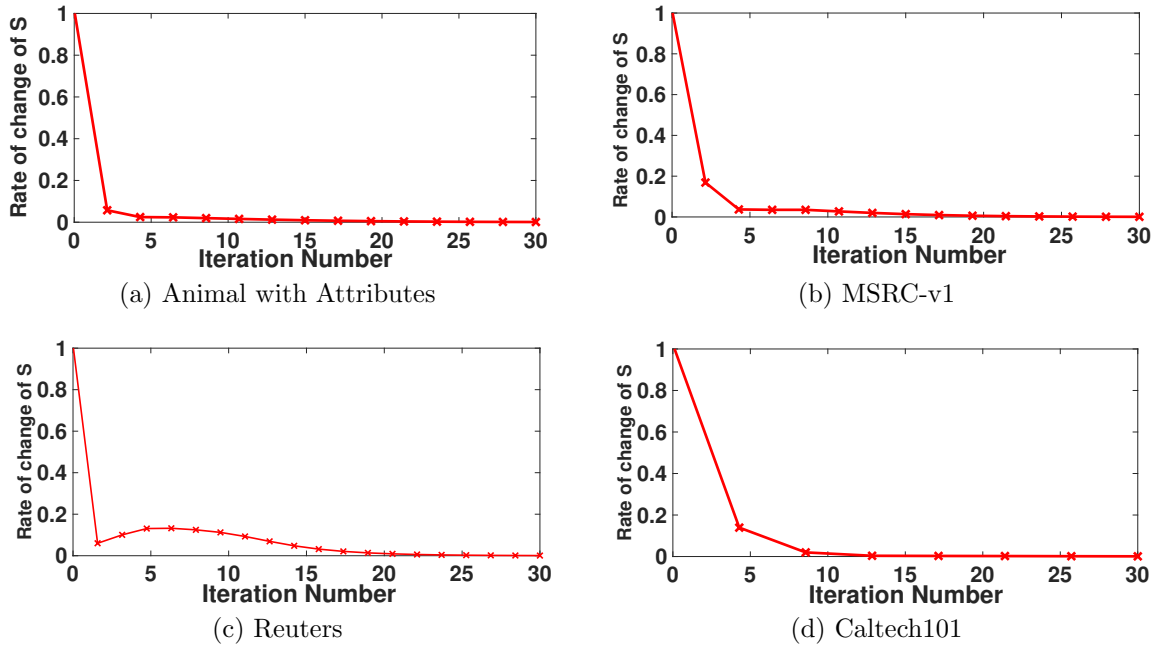 1
0.8
0.6
0.4
0.2
0
Rate of change of S
0 5 10 15 20 25 30
Iteration Number
(a) Animal with Attributes
1
0.8
0.6
0.4
0.2
0
Rate of change of S
0 5 10 15 20 25 30
Iteration Number
(b) MSRC-v1
1
0.8
0.6
0.4
0.2
0
Rate of change of S
0 5 10 15 20 25 30
Iteration Number
(c) Reuters
1
0.8
0.6
0.4
0.2
0
Rate of change of S
0 5 10 15 20 25 30
Iteration Number
(d) Caltech101